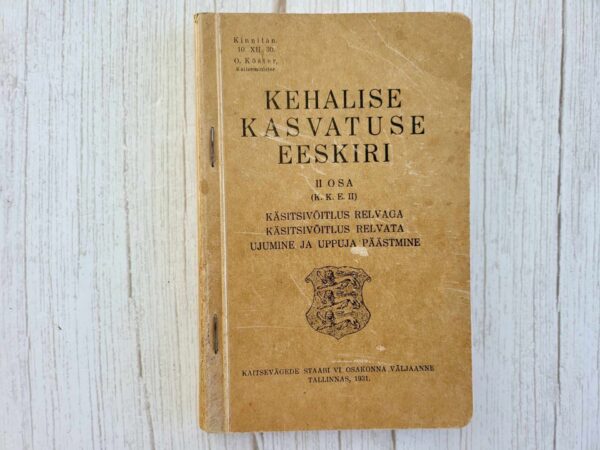 Kinnitan.
10. XII. 30.
O. Köster,
Kaitseminister.
KEHALISE
KASVATUSE
EESKIRI
II OSA
(K. K. E. II)
KÄSITSIVÕITLUS RELVAGA
KÄSITSIVÕITLUS RELVATA
UJUMINE JA UPPUJA PÄÄSTMINE
KAITSEVÄGEDE STAABI VI OSAKONNA VÄLJAANNE
TALLINNAS, 1931.